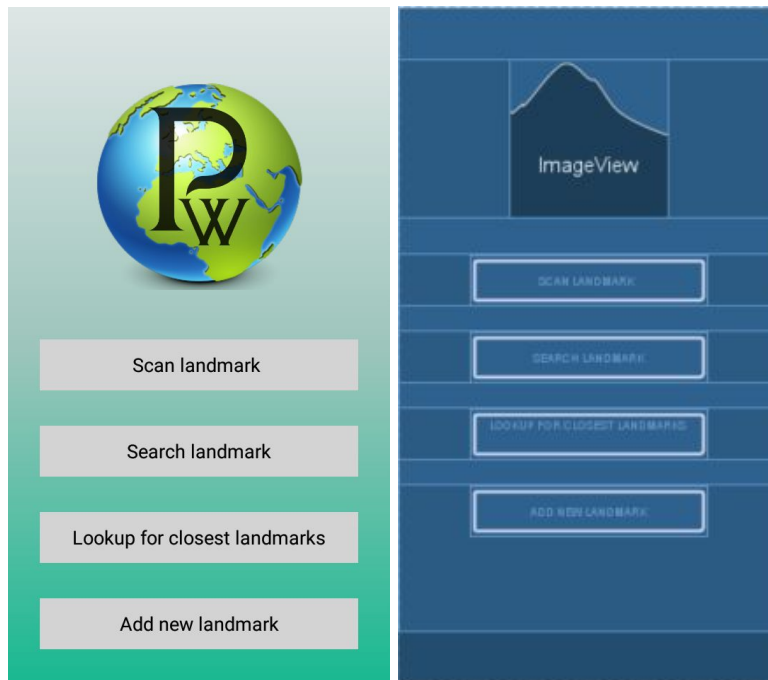 PW
Scan landmark
Search landmark
Lookup for closest landmarks
Add new landmark
ImageView
SCAN LANDMARK
SEARCH LANDMARK
LOOKUP FOR CLOSEST LANDMARKS
ADD NEW LANDMARK